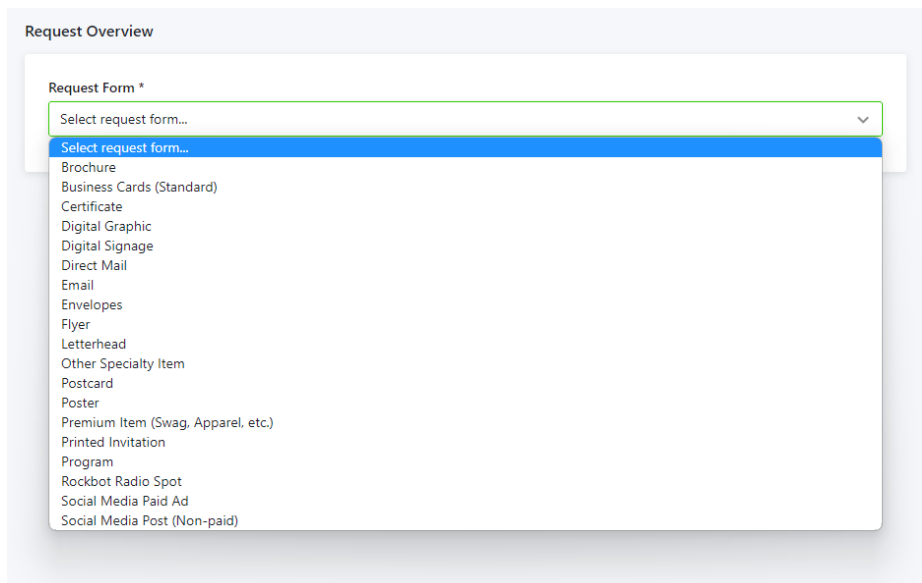 Request Overview
Request Form *
Select request form...
Select request form...
Brochure
Business Cards (Standard)
Certificate
Digital Graphic
Digital Signage
Direct Mail
Email
Envelopes
Flyer
Letterhead
Other Specialty Item
Postcard
Poster
Premium Item (Swag, Apparel, etc.)
Printed Invitation
Program
Rockbot Radio Spot
Social Media Paid Ad
Social Media Post (Non-paid)